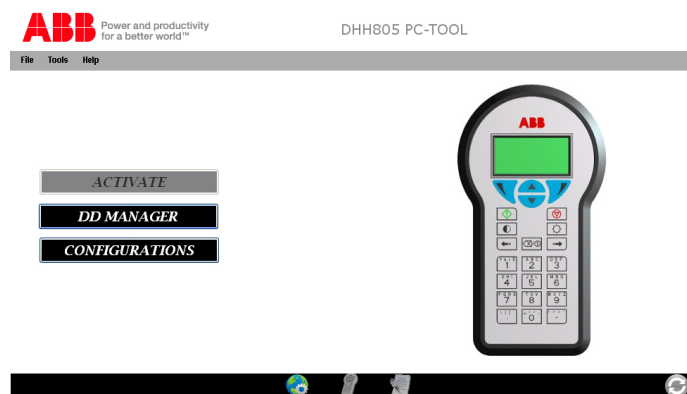 ABB
Power and productivity
for a better world™
DHH805 PC-TOOL
File Tools Help
ABB
ACTIVATE
DD MANAGER
CONFIGURATIONS
1 2 3
4 5 6
7 8 9
0